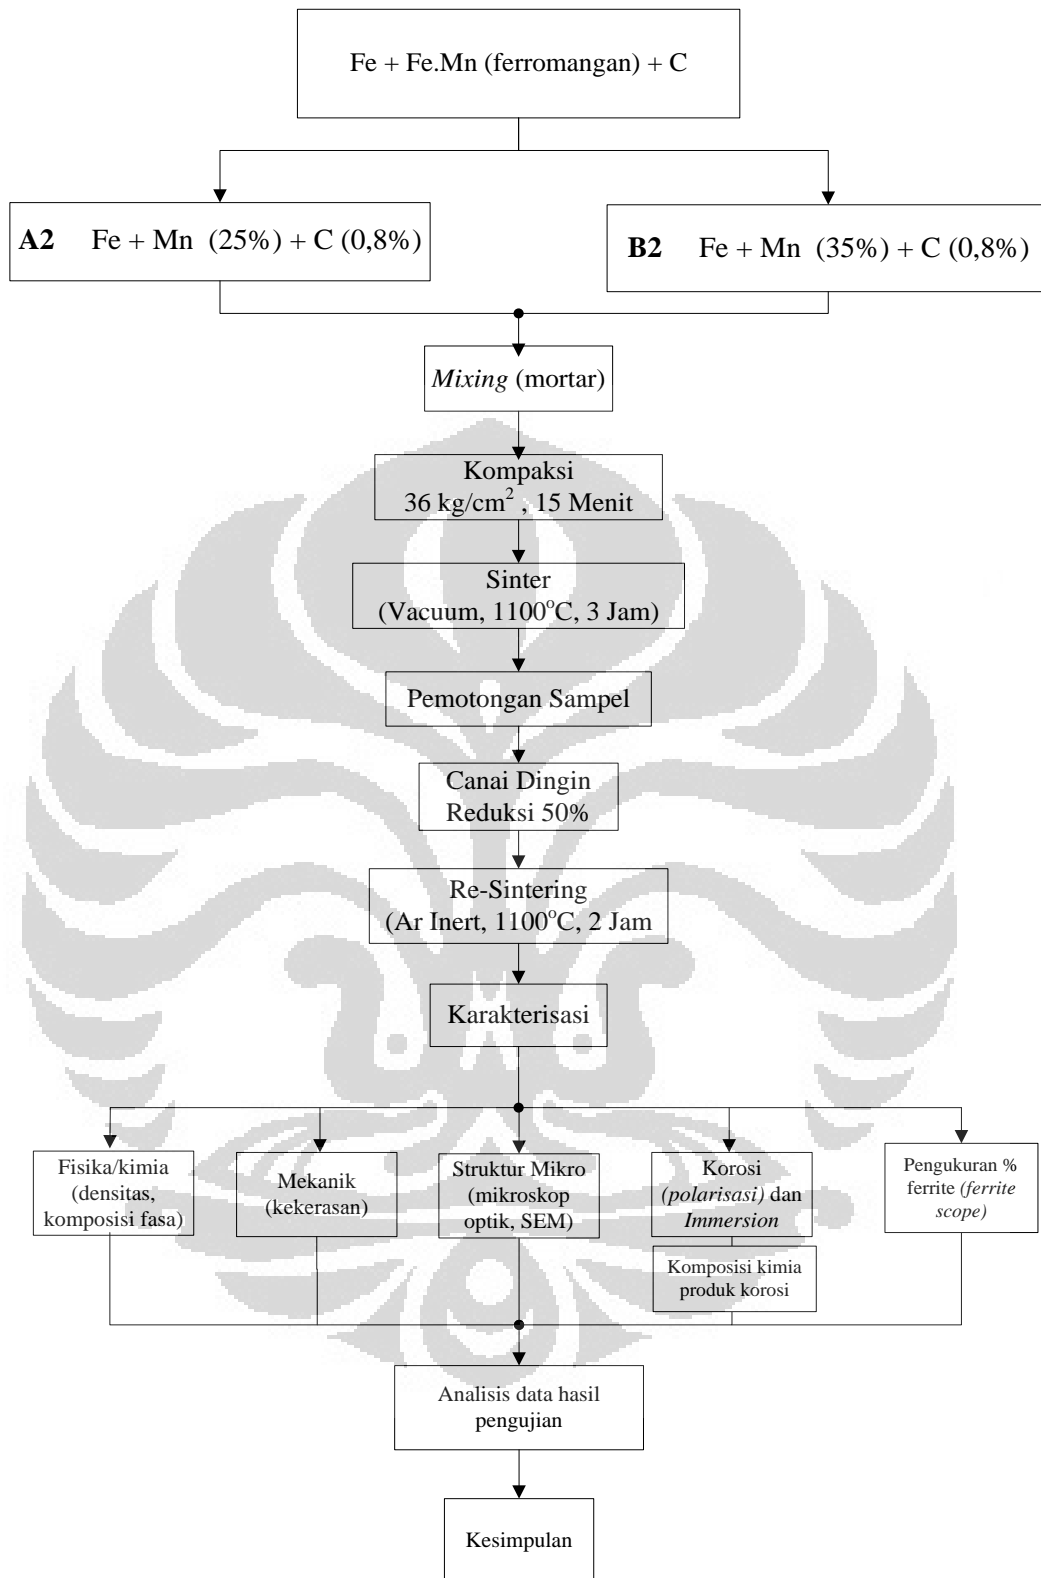 Fe + Fe.Mn (ferromangan) + C
A2 Fe + Mn (25%) + C (0,8%)
B2 Fe + Mn (35%) + C (0,8%)
Mixing (mortar)
Kompaksi
36 kg/cm² , 15 Menit
Sinter
(Vacuum, 1100°C, 3 Jam)
Pemotongan Sampel
Canai Dingin
Reduksi 50%
Re-Sintering
(Ar Inert, 1100°C, 2 Jam
Karakterisasi
Fisika/kimia
(densitas,
komposisi fasa)
Mekanik
(kekerasan)
Struktur Mikro
(mikroskop
optik, SEM)
Korosi
(polarisasi) dan
Immersion
Pengukuran %
ferrite (ferrite
scope)
Komposisi kimia
produk korosi
Analisis data hasil
pengujian
Kesimpulan